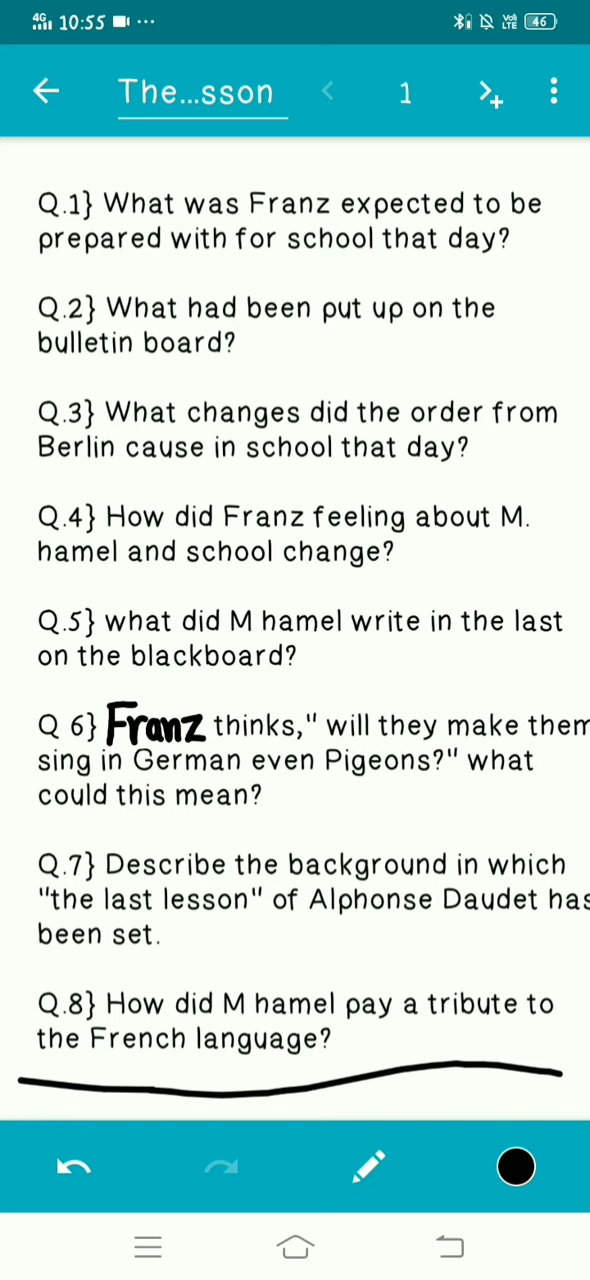 4G 10:55 ...
Voi) LTE 46
The...sson 1
Q.1} What was Franz expected to be
prepared with for school that day?
Q.2} What had been put up on the
bulletin board?
Q.3} What changes did the order from
Berlin cause in school that day?
Q.4} How did Franz feeling about M.
hamel and school change?
Q.5} what did M hamel write in the last
on the blackboard?
Q 6} Franz thinks," will they make them
sing in German even Pigeons?" what
could this mean?
Q.7} Describe the background in which
"the last lesson" of Alphonse Daudet has
been set.
Q.8} How did M hamel pay a tribute to
the French language?